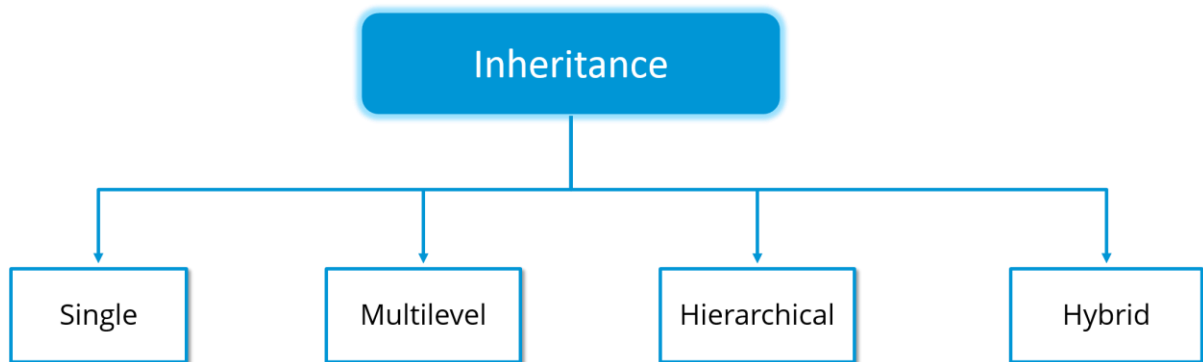 Inheritance
Single
Multilevel
Hierarchical
Hybrid